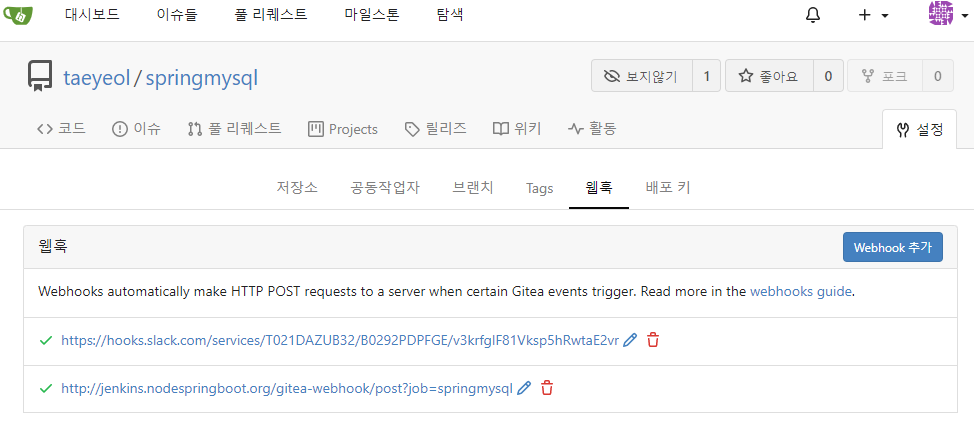 대시보드 이슈들 풀 리퀘스트 마일스톤 탐색
taeyeol / springmysql 보지않기 1 좋아요 0 포크 0
코드 이슈 풀 리퀘스트 Projects 릴리즈 위키 활동 설정
저장소 공동작업자 브랜치 Tags 웹훅 배포 키
웹훅 Webhook 추가
Webhooks automatically make HTTP POST requests to a server when certain Gitea events trigger. Read more in the webhooks guide.
https://hooks.slack.com/services/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
http://jenkins.nodespringboot.org/gitea-webhook/post?job=springmysql